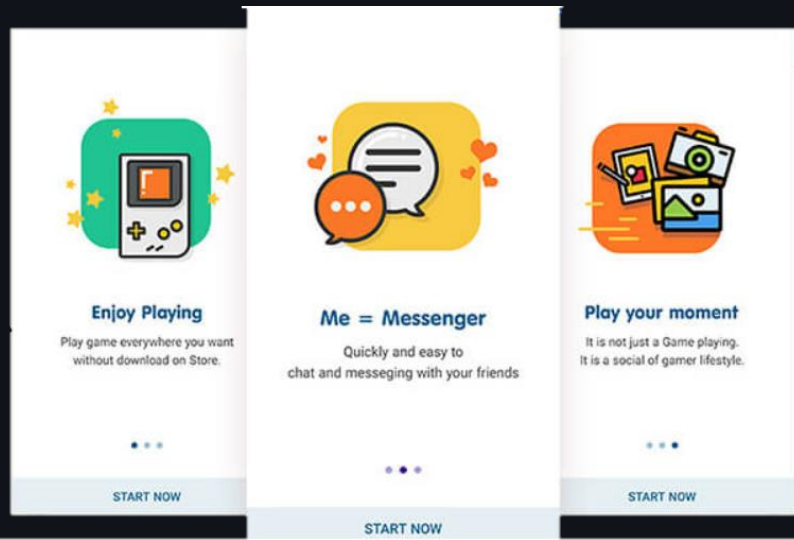 Enjoy Playing
Play game everywhere you want
without download on Store.
START NOW
Me = Messenger
Quickly and easy to
chat and messeging with your friends
START NOW
Play your moment
It is not just a Game playing.
It is a social of gamer lifestyle.
START NOW